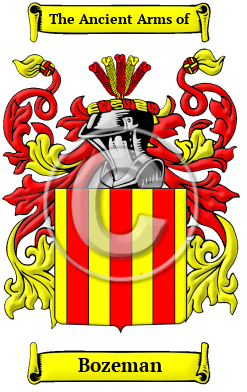 The Ancient Arms of
C
Bozeman